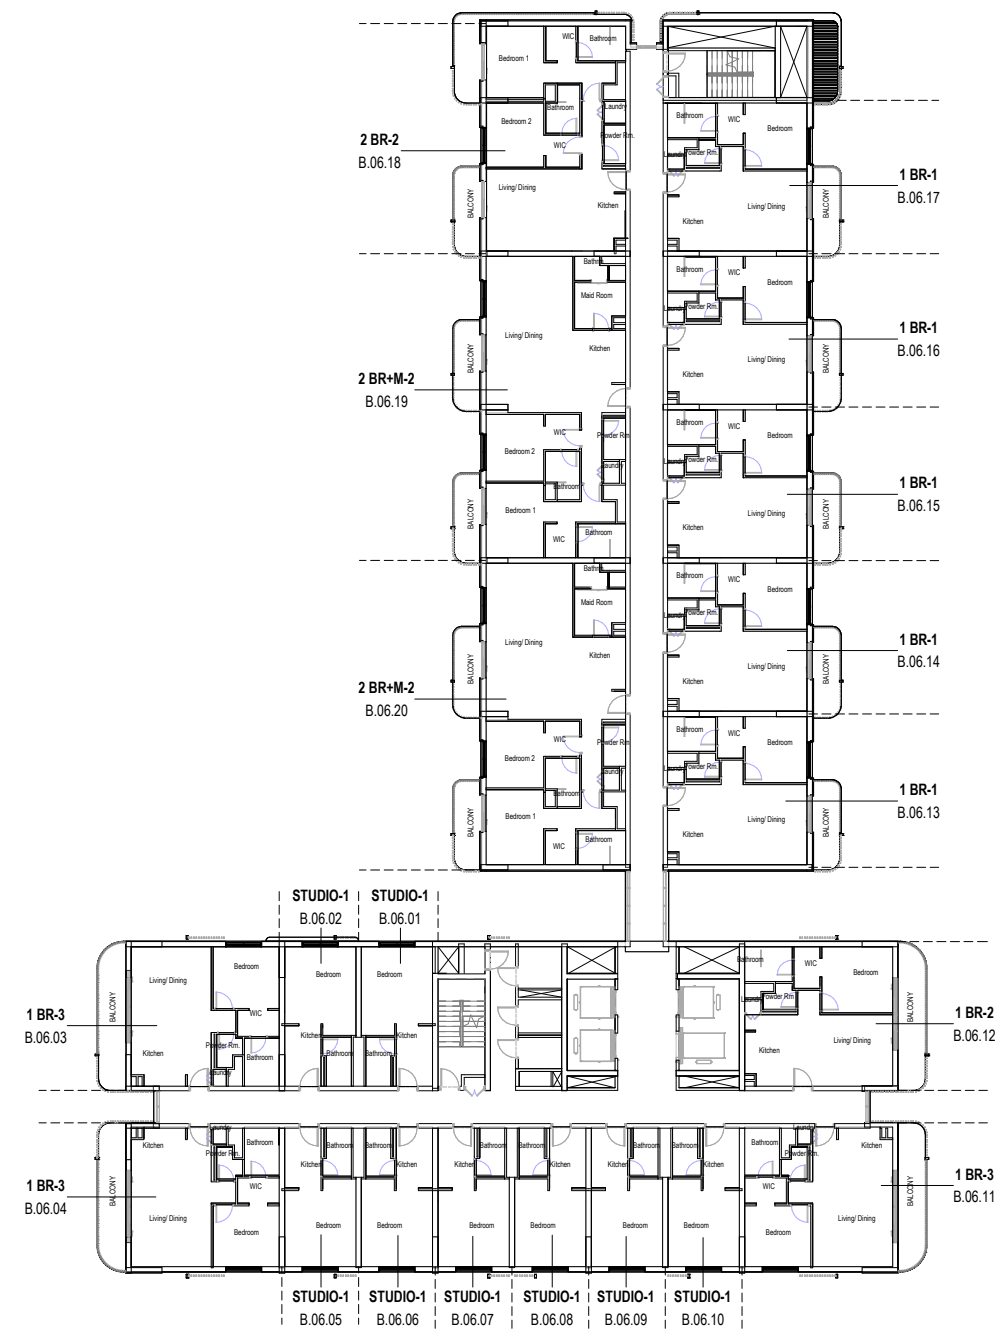 WIC
Bathroom
Bedroom 1
Bathroom
Laundry
Bedroom 2
Powder Rm.
WIC
2 BR-2
B.06.18
Living/ Dining
Kitchen
BALCONY
Bathroom
WIC
Bedroom
Laundry
Powder Rm.
1 BR-1
B.06.17
Living/ Dining
Kitchen
BALCONY
Maid Room
Living/ Dining
Kitchen
BALCONY
2 BR+M-2
B.06.19
WIC
Powder Rm
Bedroom 2
Laundry
Bathroom
Bedroom 1
WIC
Bathroom
BALCONY
Bathroom
WIC
Bedroom
Powder Rm.
1 BR-1
B.06.16
Living/ Dining
Kitchen
BALCONY
Bathroom
WIC
Bedroom
Powder Rm.
1 BR-1
B.06.15
Living/ Dining
Kitchen
BALCONY
Maid Room
Living/ Dining
Kitchen
BALCONY
2 BR+M-2
B.06.20
WIC
Powder Rm
Bedroom 2
Laundry
Bathroom
Bedroom 1
WIC
Bathroom
BALCONY
Bathroom
WIC
Bedroom
Powder Rm.
1 BR-1
B.06.14
Living/ Dining
Kitchen
BALCONY
Bathroom
WIC
Bedroom
Powder Rm.
1 BR-1
B.06.13
Living/ Dining
Kitchen
BALCONY
STUDIO-1
B.06.02
STUDIO-1
B.06.01
Living/ Dining
Bedroom
Bedroom
Bedroom
BALCONY
1 BR-3
B.06.03
WIC
Kitchen
Kitchen
Kitchen
Powder Rm.
Bathroom
Bathroom
Bathroom
Laundry
Bathroom
WIC
Bedroom
Powder Rm
BALCONY
1 BR-2
B.06.12
Living/ Dining
Kitchen
Laundry
Kitchen
Bathroom
Powder Rm.
WIC
Living/ Dining
Bedroom
BALCONY
1 BR-3
B.06.04
Bathroom
Bathroom
Bathroom
Bathroom
Bathroom
Bathroom
Kitchen
Kitchen
Kitchen
Kitchen
Kitchen
Kitchen
Bedroom
Bedroom
Bedroom
Bedroom
Bedroom
Bedroom
Laundry
Bathroom
Kitchen
Powder Rm.
WIC
Living/ Dining
Bedroom
BALCONY
1 BR-3
B.06.11
STUDIO-1
B.06.05
STUDIO-1
B.06.06
STUDIO-1
B.06.07
STUDIO-1
B.06.08
STUDIO-1
B.06.09
STUDIO-1
B.06.10